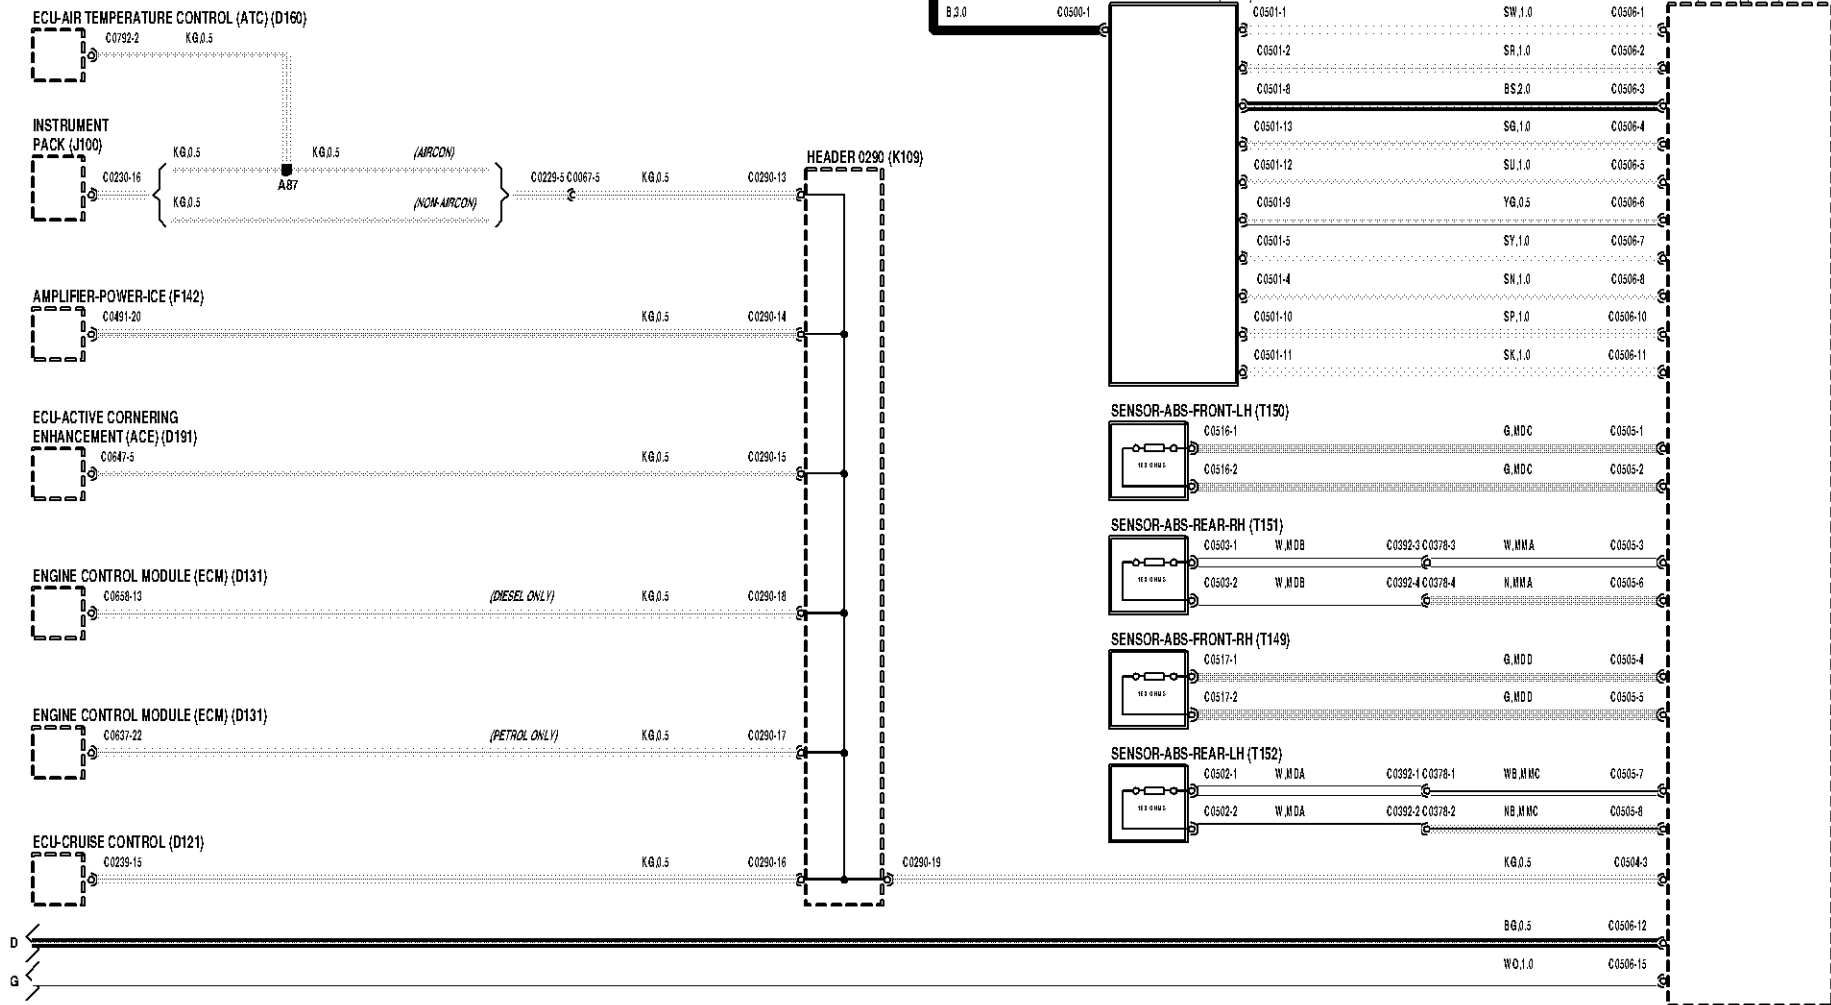 ECU-AIR TEMPERATURE CONTROL (ATC) (D160)
C0792-2 KG,0.5
INSTRUMENT
PACK (J100)
C0230-16
KG,0.5 KG,0.5 (AIRCON)
A87
KG,0.5 (NON-AIRCON)
C0229-5 C0067-5 KG,0.5 C0290-13
HEADER 0290 (K109)
AMPLIFIER-POWER-ICE (F142)
C0491-20 KG,0.5 C0290-14
ECU-ACTIVE CORNERING
ENHANCEMENT (ACE) (D191)
C0647-5 KG,0.5 C0290-15
ENGINE CONTROL MODULE (ECM) (D131)
C0658-13 (DIESEL ONLY) KG,0.5 C0290-18
ENGINE CONTROL MODULE (ECM) (D131)
C0637-22 (PETROL ONLY) KG,0.5 C0290-17
ECU-CRUISE CONTROL (D121)
C0239-15 KG,0.5 C0290-16
C0290-19 KG,0.5 C0504-3
B,3.0 C0500-1
C0501-1 SW,1.0 C0506-1
C0501-2 SR,1.0 C0506-2
C0501-8 BS,2.0 C0506-3
C0501-13 SG,1.0 C0506-4
C0501-12 SU,1.0 C0506-5
C0501-9 YG,0.5 C0506-6
C0501-5 SY,1.0 C0506-7
C0501-4 SN,1.0 C0506-8
C0501-10 SP,1.0 C0506-10
C0501-11 SK,1.0 C0506-11
SENSOR-ABS-FRONT-LH (T150)
C0516-1 G,MDC C0505-1
C0516-2 G,MDC C0505-2
SENSOR-ABS-REAR-RH (T151)
C0503-1 W,MDB C0392-3 C0378-3 W,MMA C0505-3
C0503-2 W,MDB C0392-4 C0378-4 N,MMA C0505-6
SENSOR-ABS-FRONT-RH (T149)
C0517-1 G,MDD C0505-4
C0517-2 G,MDD C0505-5
SENSOR-ABS-REAR-LH (T152)
C0502-1 W,MDA C0392-1 C0378-1 WB,MMC C0505-7
C0502-2 W,MDA C0392-2 C0378-2 NB,MMC C0505-8
D BG,0.5 C0506-12
G WO,1.0 C0506-15